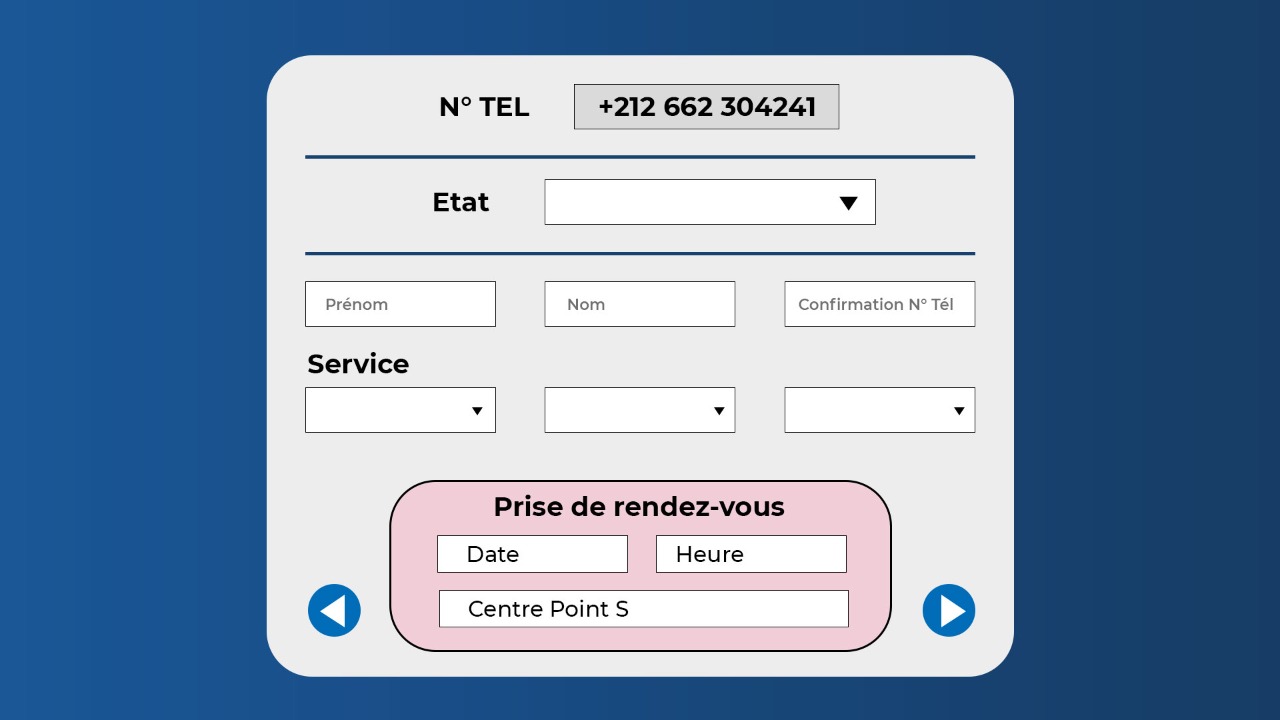 N° TEL +212 662 304241
Etat
Prénom Nom Confirmation N° Tél
Service
Prise de rendez-vous
Date Heure
Centre Point S